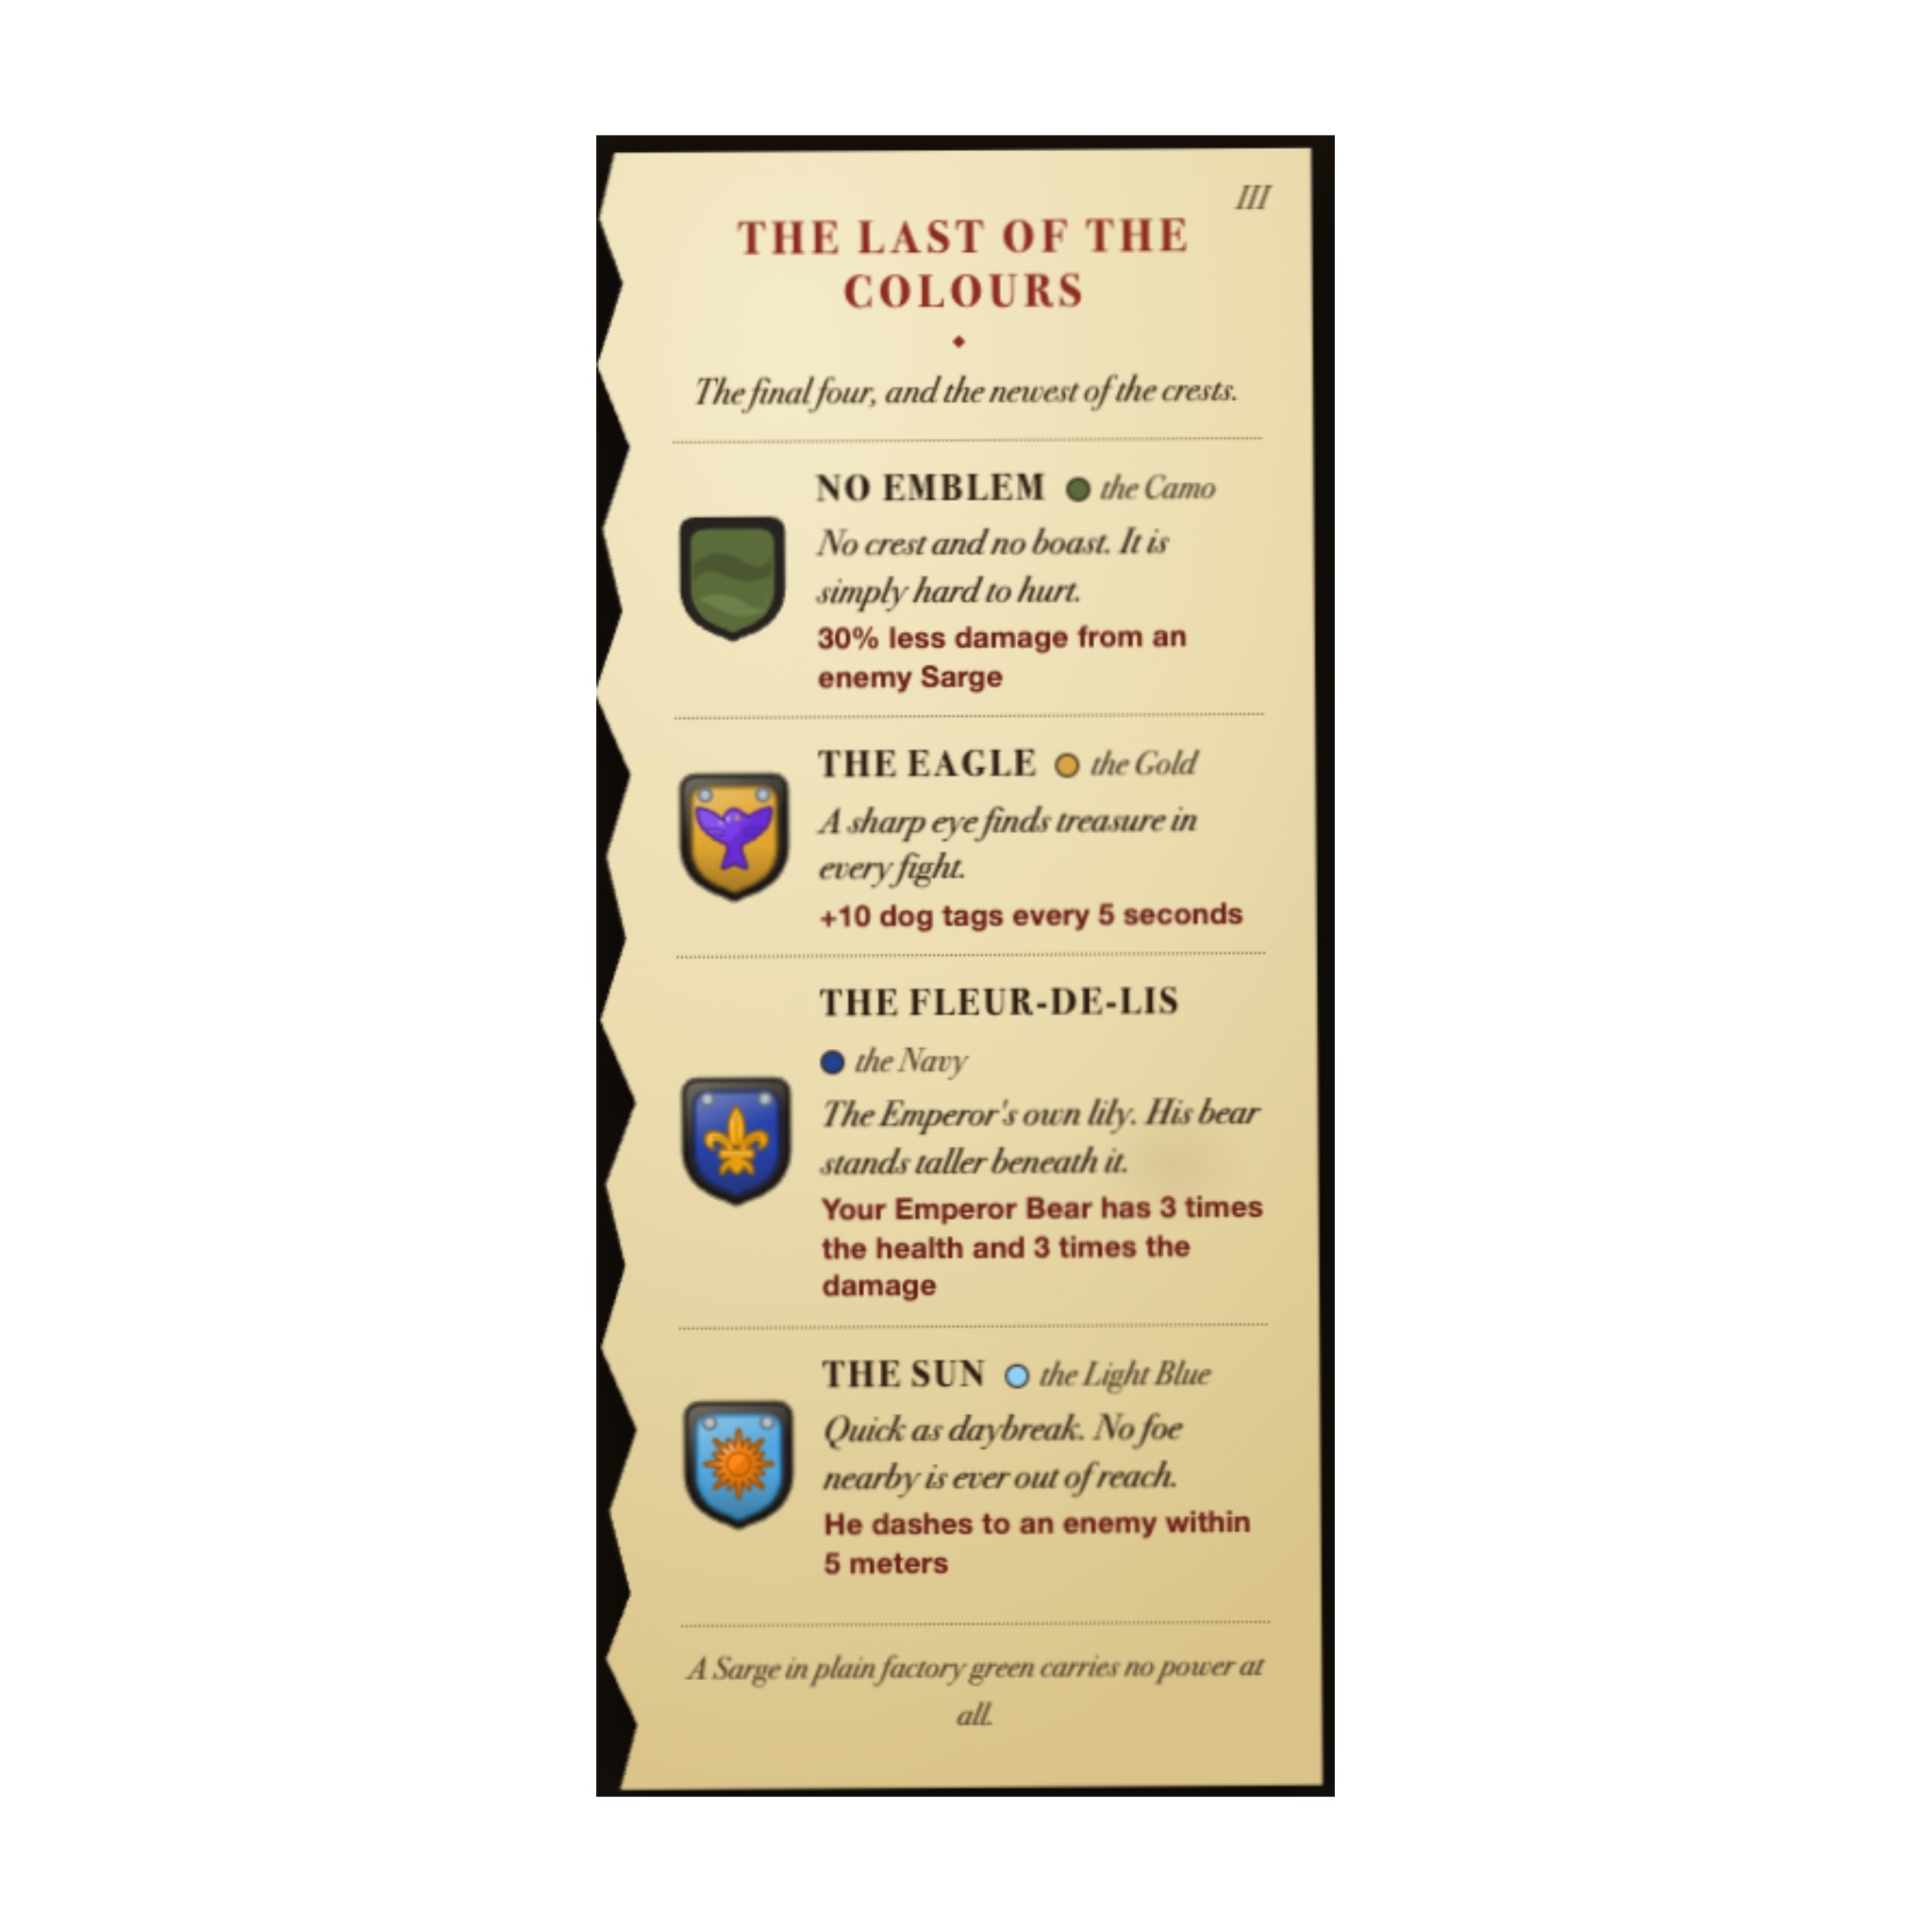 III
THE LAST OF THE
COLOURS
The final four, and the newest of the crests.
NO EMBLEM the Camo
No crest and no boast. It is
simply hard to hurt.
30% less damage from an
enemy Sarge
THE EAGLE the Gold
A sharp eye finds treasure in
every fight.
+10 dog tags every 5 seconds
THE FLEUR-DE-LIS
the Navy
The Emperor's own lily. His bear
stands taller beneath it.
Your Emperor Bear has 3 times
the health and 3 times the
damage
THE SUN the Light Blue
Quick as daybreak. No foe
nearby is ever out of reach.
He dashes to an enemy within
5 meters
A Sarge in plain factory green carries no power at
all.